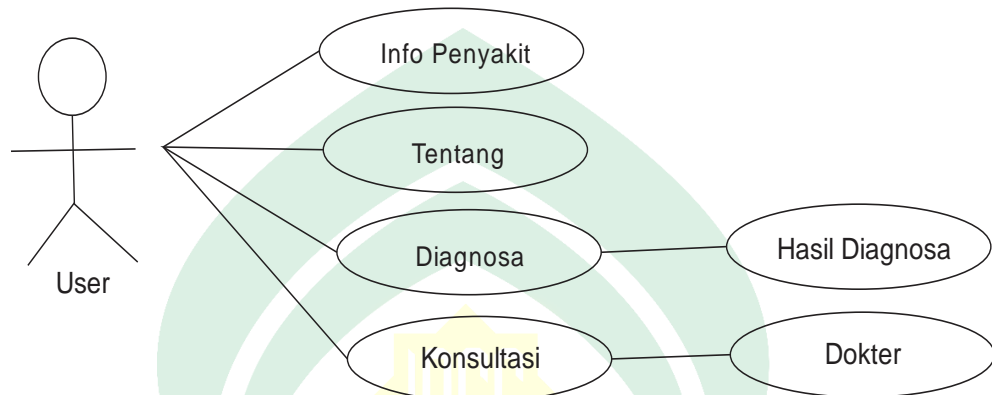 Info Penyakit
Tentang
Diagnosa
Hasil Diagnosa
User
Konsultasi
Dokter